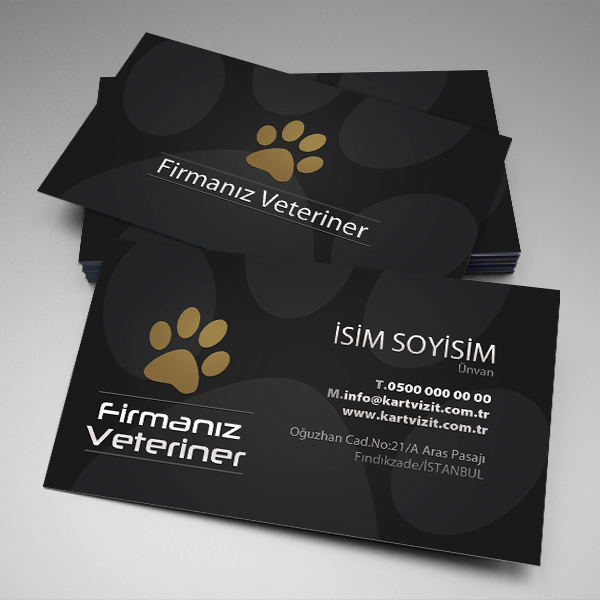 Firmanız Veteriner
Firmanız
Veteriner
İSİM SOYİSİM
Ünvan
T.0500 000 00 00
M.info@kartvizit.com.tr
www.kartvizit.com.tr
Oğuzhan Cad.No:21/A Aras Pasajı
Fındıkzade/İSTANBUL